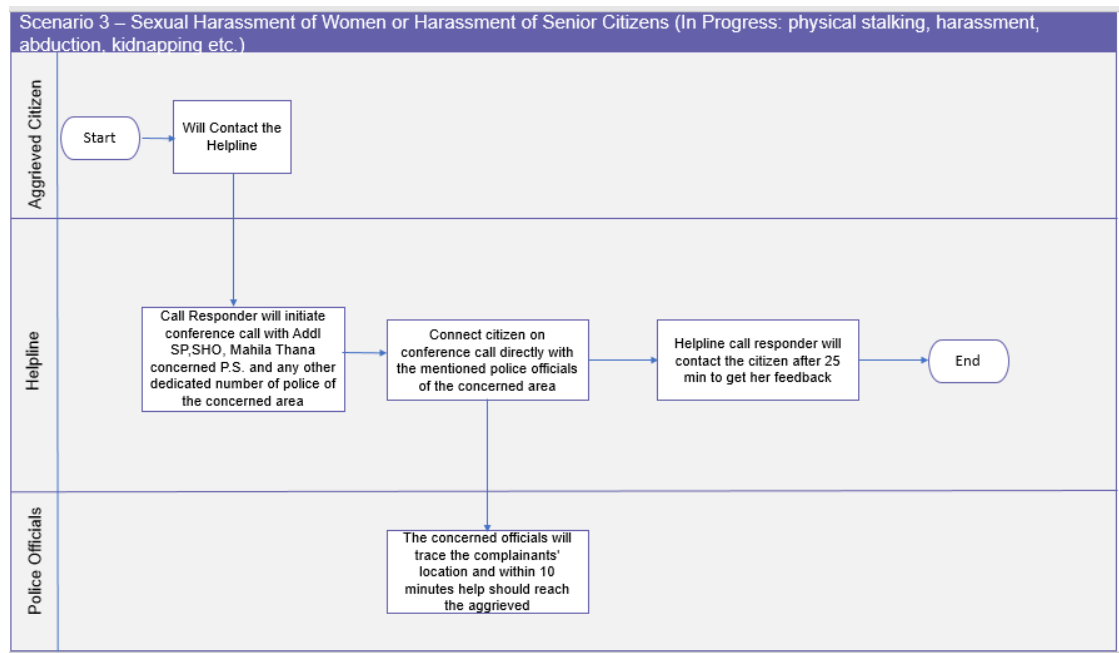 Scenario 3 – Sexual Harassment of Women or Harassment of Senior Citizens (In Progress: physical stalking, harassment,
abduction, kidnapping etc.)
Aggrieved Citizen
Start
Will Contact the
Helpline
Helpline
Call Responder will initiate
conference call with Addl
SP,SHO, Mahila Thana
concerned P.S. and any other
dedicated number of police of
the concerned area
Connect citizen on
conference call directly with
the mentioned police officials
of the concerned area
Helpline call responder will
contact the citizen after 25
min to get her feedback
End
Police Officials
The concerned officials will
trace the complainants'
location and within 10
minutes help should reach
the aggrieved